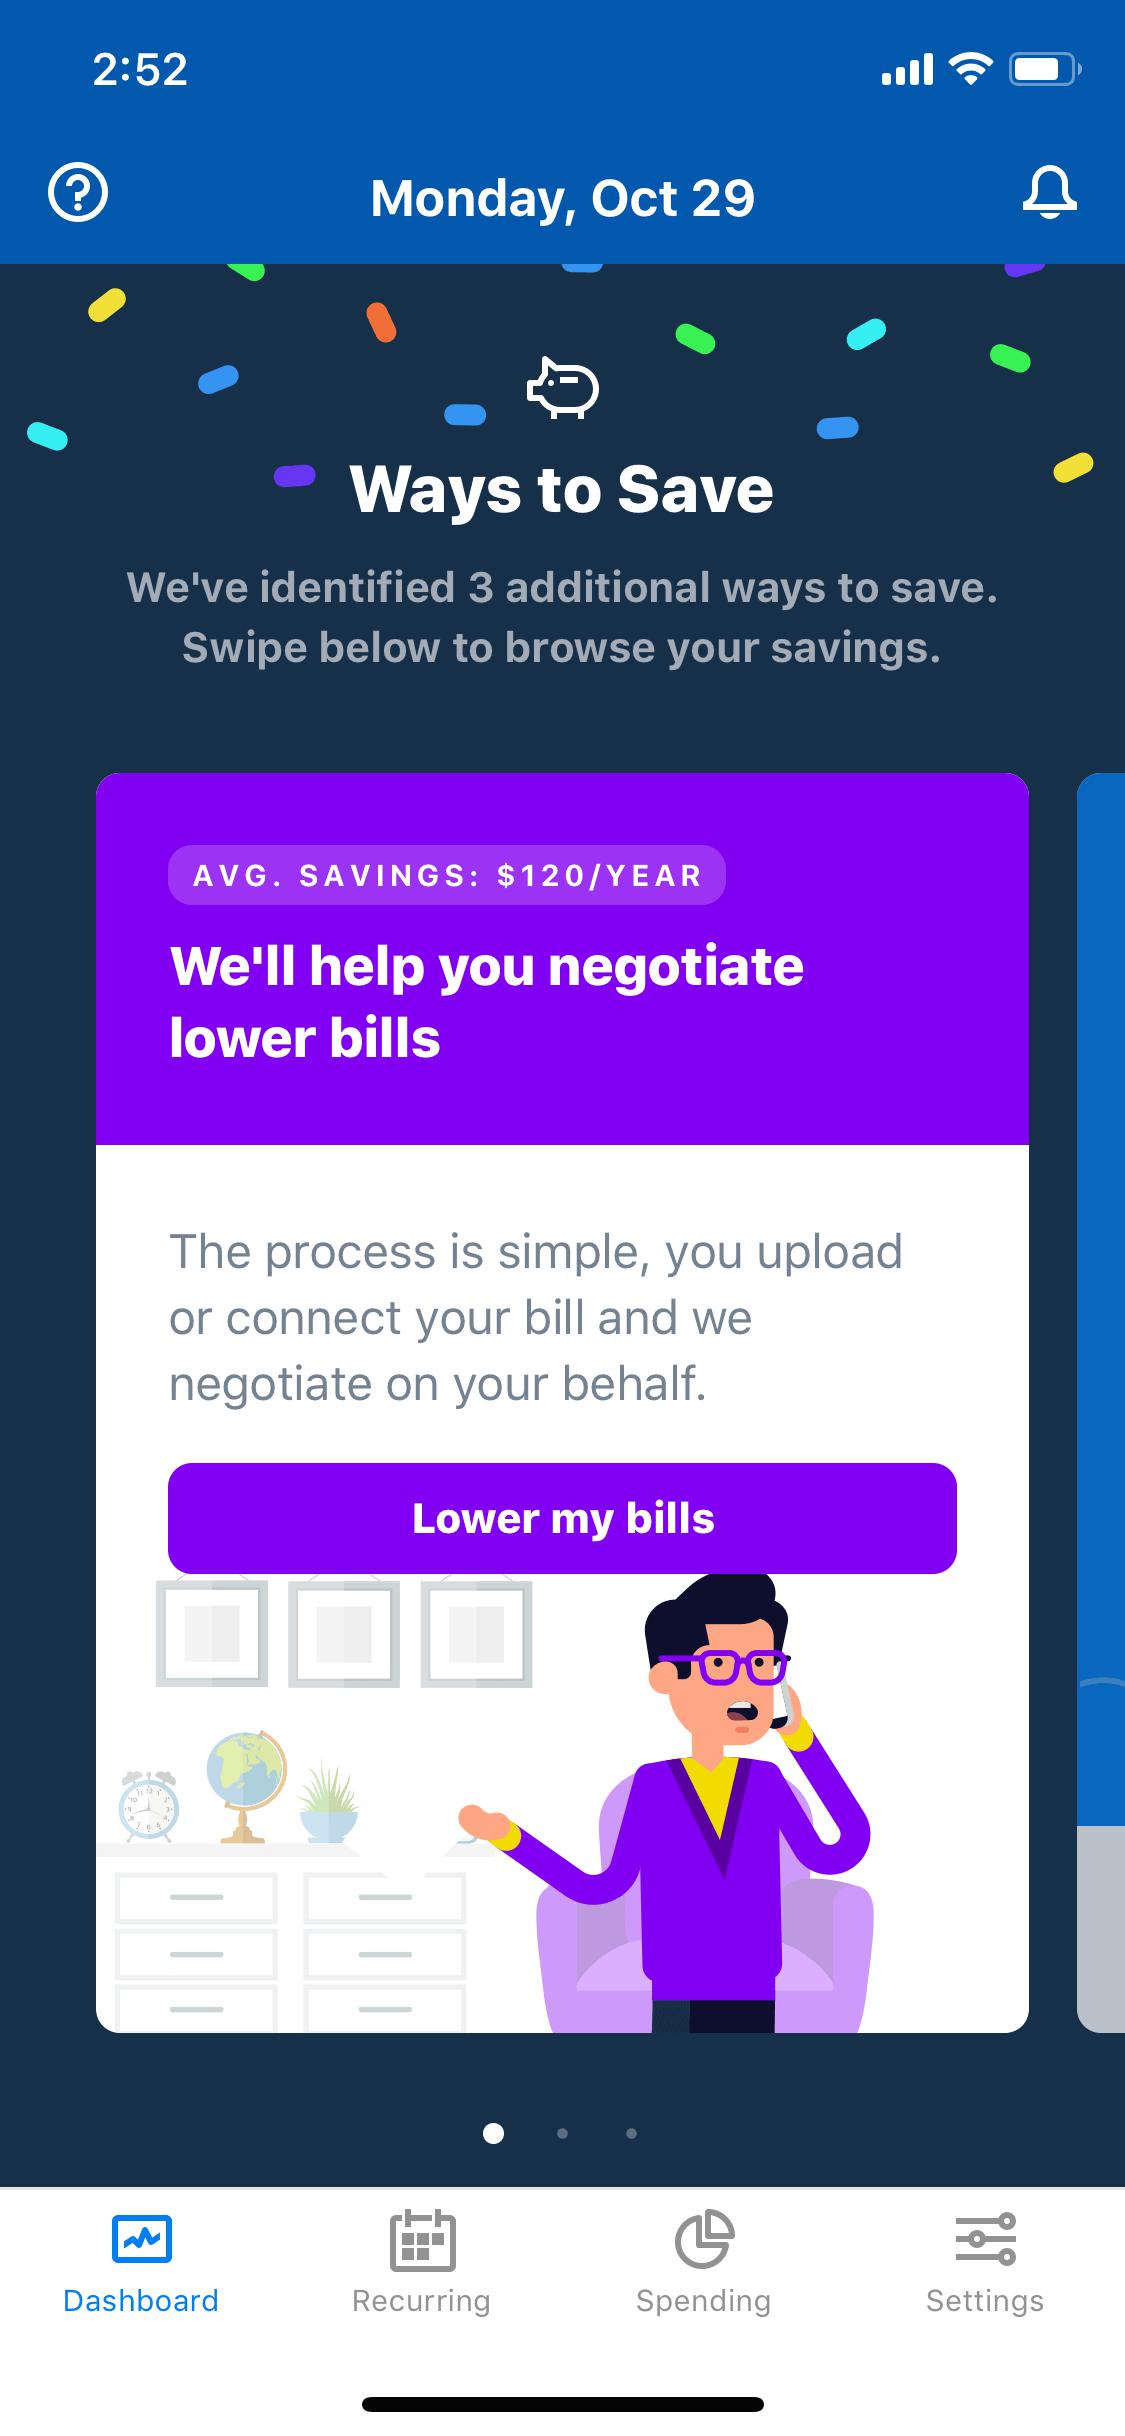 2:52
Monday, Oct 29
Ways to Save
We've identified 3 additional ways to save.
Swipe below to browse your savings.
AVG. SAVINGS: $120/YEAR
We'll help you negotiate
lower bills
The process is simple, you upload
or connect your bill and we
negotiate on your behalf.
Lower my bills
Dashboard
Recurring
Spending
Settings